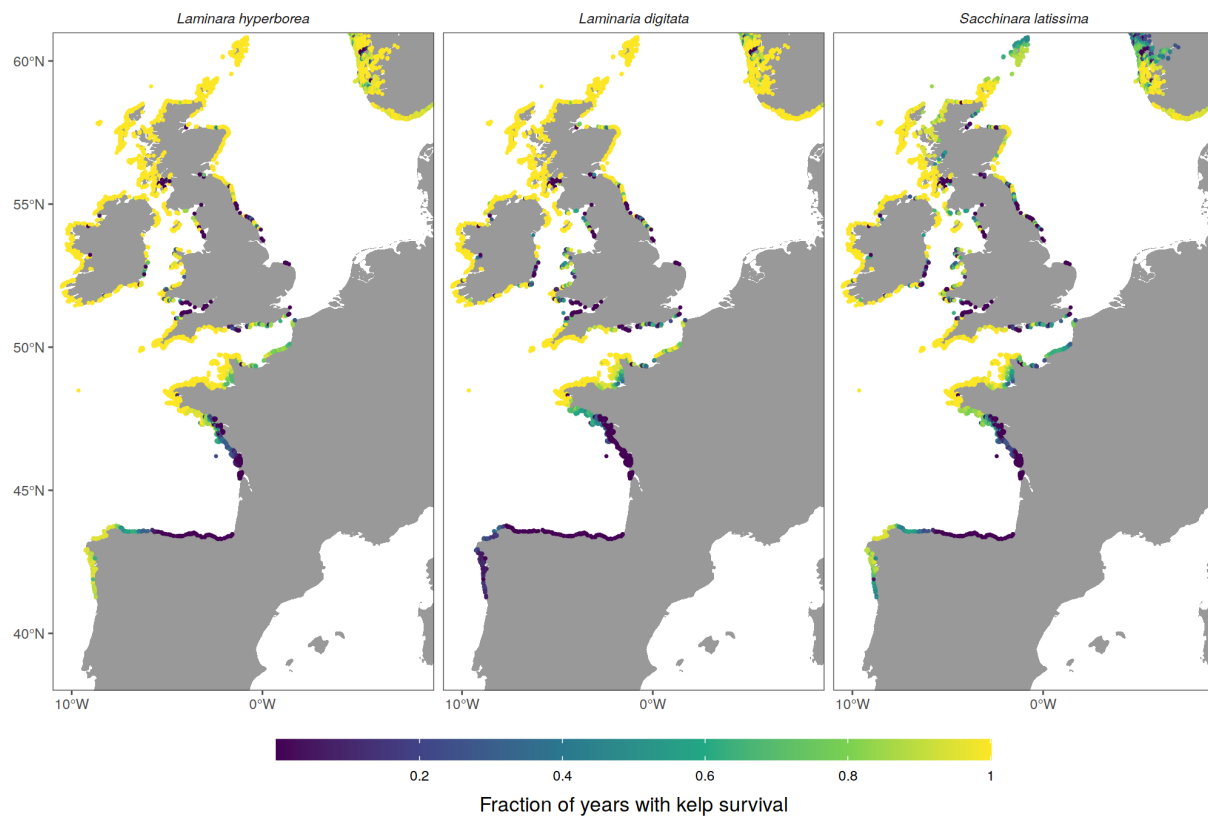 Laminara hyperborea
Laminaria digitata
Sacchinara latissima
60°N
55°N
50°N
45°N
40°N
10°W 0°W 10°W 0°W 10°W 0°W
0.2 0.4 0.6 0.8 1
Fraction of years with kelp survival